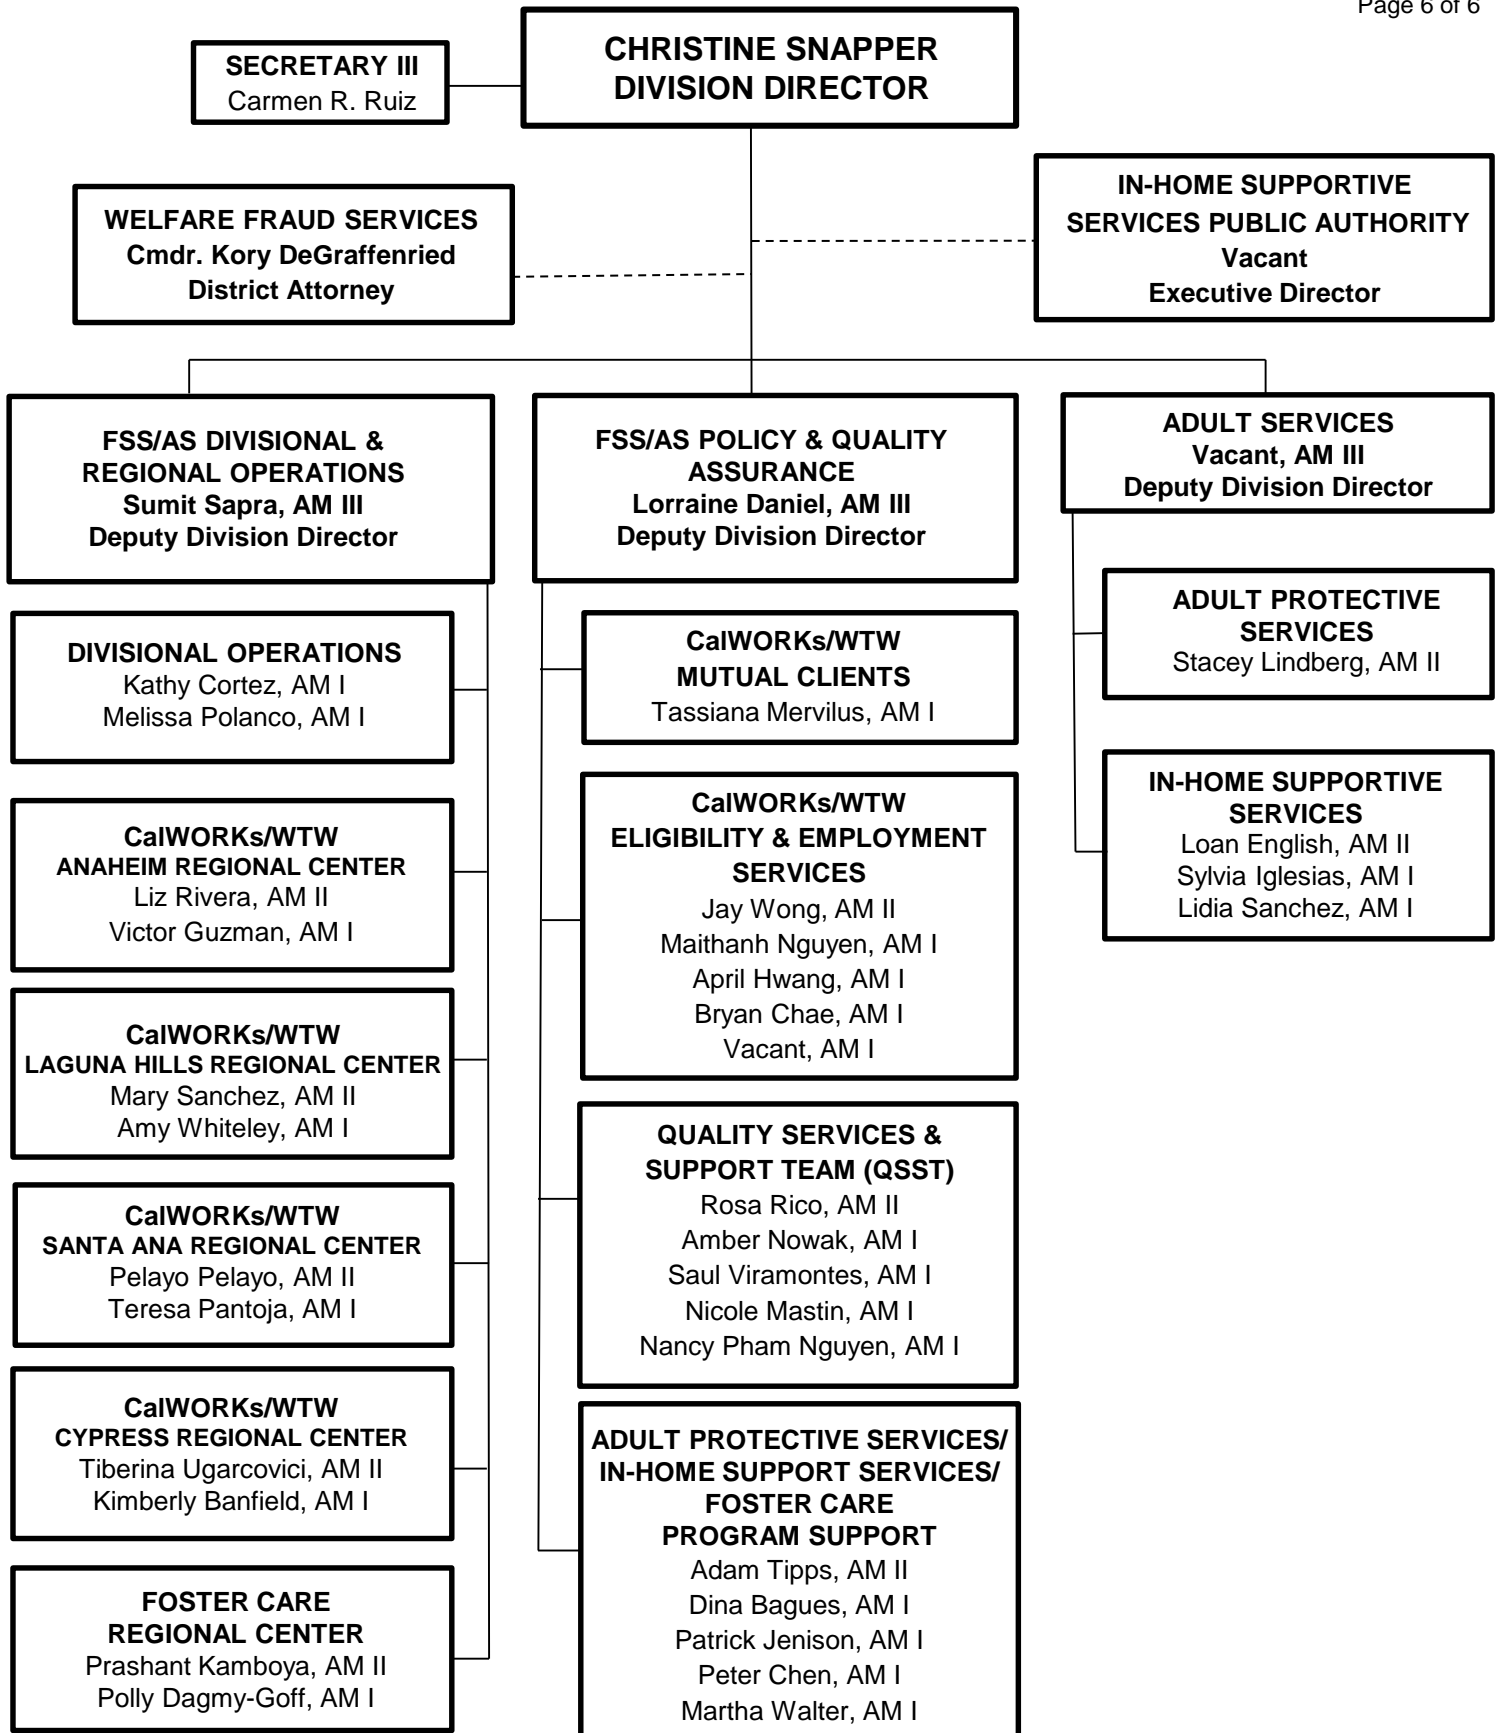 Page 6 of 6
CHRISTINE SNAPPER
DIVISION DIRECTOR
SECRETARY III
Carmen R. Ruiz
WELFARE FRAUD SERVICES
Cmdr. Kory DeGraffenried
District Attorney
IN-HOME SUPPORTIVE
SERVICES PUBLIC AUTHORITY
Vacant
Executive Director
FSS/AS DIVISIONAL &
REGIONAL OPERATIONS
Sumit Sapra, AM III
Deputy Division Director
DIVISIONAL OPERATIONS
Kathy Cortez, AM I
Melissa Polanco, AM I
CalWORKs/WTW
ANAHEIM REGIONAL CENTER
Liz Rivera, AM II
Victor Guzman, AM I
CalWORKs/WTW
LAGUNA HILLS REGIONAL CENTER
Mary Sanchez, AM II
Amy Whiteley, AM I
CalWORKs/WTW
SANTA ANA REGIONAL CENTER
Pelayo Pelayo, AM II
Teresa Pantoja, AM I
CalWORKs/WTW
CYPRESS REGIONAL CENTER
Tiberina Ugarcovici, AM II
Kimberly Banfield, AM I
FOSTER CARE
REGIONAL CENTER
Prashant Kamboya, AM II
Polly Dagmy-Goff, AM I
FSS/AS POLICY & QUALITY
ASSURANCE
Lorraine Daniel, AM III
Deputy Division Director
CalWORKs/WTW
MUTUAL CLIENTS
Tassiana Mervilus, AM I
CalWORKs/WTW
ELIGIBILITY & EMPLOYMENT
SERVICES
Jay Wong, AM II
Maithanh Nguyen, AM I
April Hwang, AM I
Bryan Chae, AM I
Vacant, AM I
QUALITY SERVICES &
SUPPORT TEAM (QSST)
Rosa Rico, AM II
Amber Nowak, AM I
Saul Viramontes, AM I
Nicole Mastin, AM I
Nancy Pham Nguyen, AM I
ADULT PROTECTIVE SERVICES/
IN-HOME SUPPORT SERVICES/
FOSTER CARE
PROGRAM SUPPORT
Adam Tipps, AM II
Dina Bagues, AM I
Patrick Jenison, AM I
Peter Chen, AM I
Martha Walter, AM I
ADULT SERVICES
Vacant, AM III
Deputy Division Director
ADULT PROTECTIVE
SERVICES
Stacey Lindberg, AM II
IN-HOME SUPPORTIVE
SERVICES
Loan English, AM II
Sylvia Iglesias, AM I
Lidia Sanchez, AM I